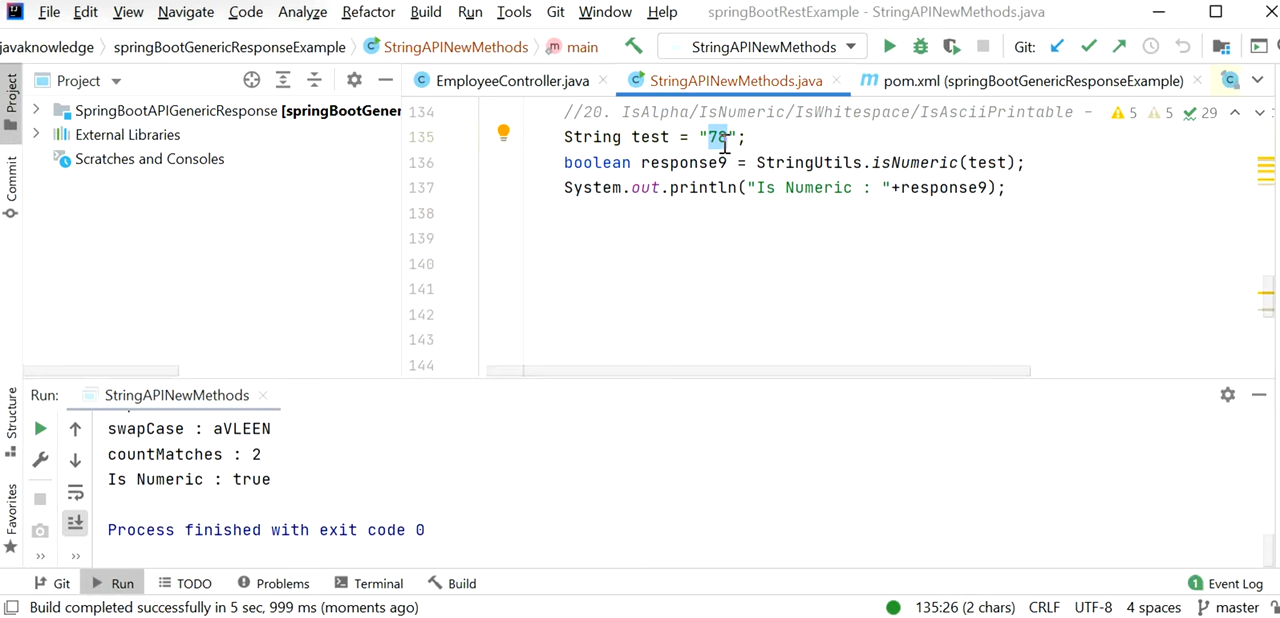 File Edit View Navigate Code Analyze Refactor Build Run Tools Git Window Help springBootRestExample - StringAPINewMethods.java
javaknowledge springBootGenericResponseExample StringAPINewMethods main StringAPINewMethods Git:
Project EmployeeController.java StringAPINewMethods.java pom.xml (springBootGenericResponseExample)
Project
Commit
Structure
Favorites
SpringBootAPIGenericResponse [springBootGener
External Libraries
Scratches and Consoles
134 //20. IsAlpha/IsNumeric/IsWhitespace/IsAsciiPrintable - 5 5 29
135 String test = "78";
136 boolean response9 = StringUtils.isNumeric(test);
137 System.out.println("Is Numeric : "+response9);
138
139
140
141
142
143
144
Run: StringAPINewMethods
swapCase : aVLEEN
countMatches : 2
Is Numeric : true
Process finished with exit code 0
Git Run TODO Problems Terminal Build 1 Event Log
Build completed successfully in 5 sec, 999 ms (moments ago) 135:26 (2 chars) CRLF UTF-8 4 spaces master